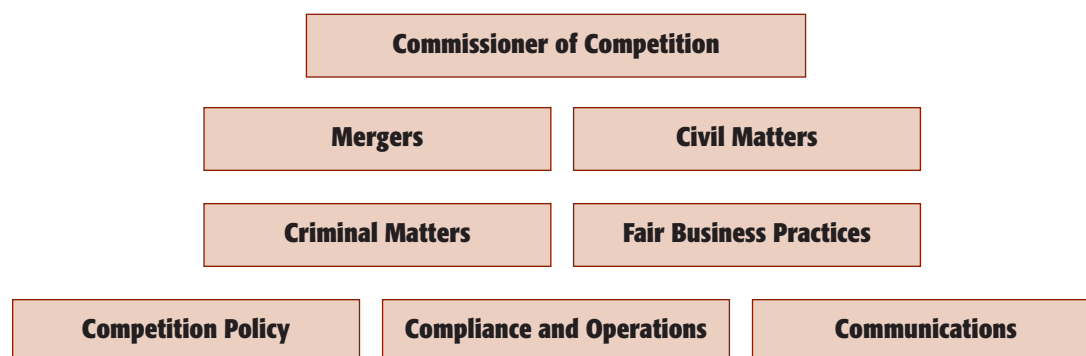 Commissioner of Competition
Mergers
Civil Matters
Criminal Matters
Fair Business Practices
Competition Policy
Compliance and Operations
Communications